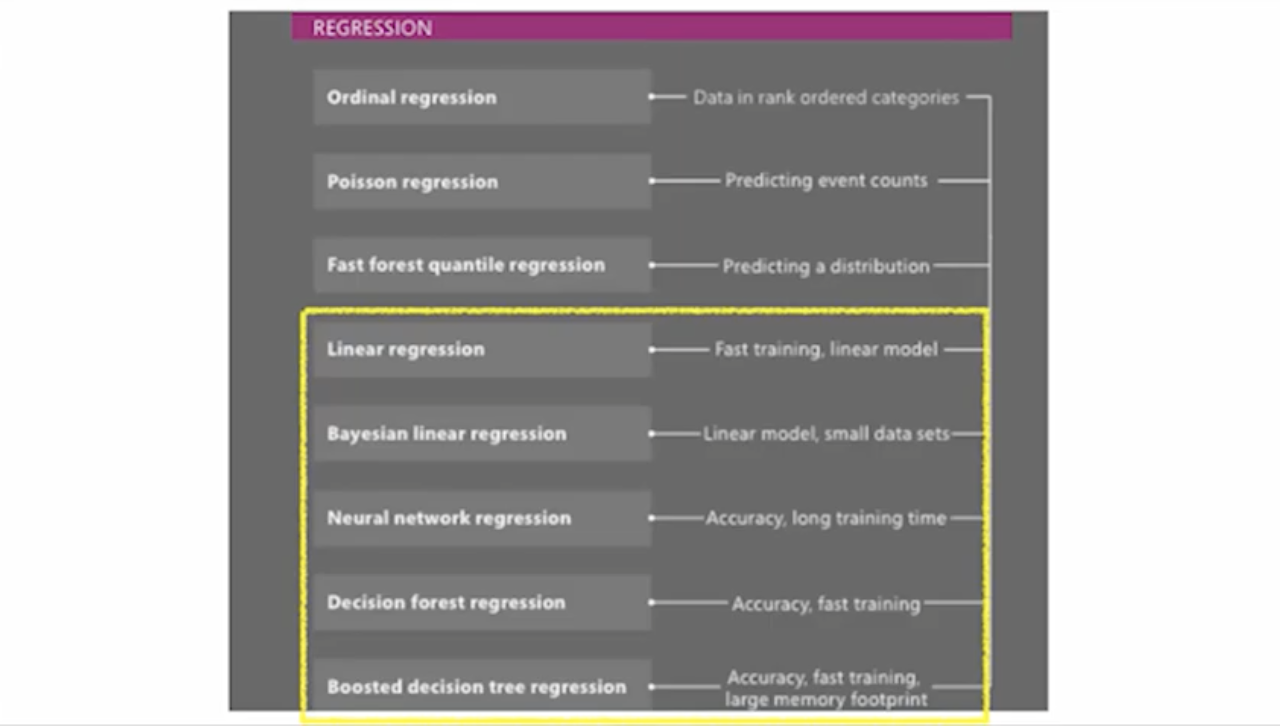 REGRESSION
Ordinal regression
Data in rank ordered categories
Poisson regression
Predicting event counts
Fast forest quantile regression
Predicting a distribution
Linear regression
Fast training, linear model
Bayesian linear regression
Linear model, small data sets
Neural network regression
Accuracy, long training time
Decision forest regression
Accuracy, fast training
Boosted decision tree regression
Accuracy, fast training,
large memory footprint